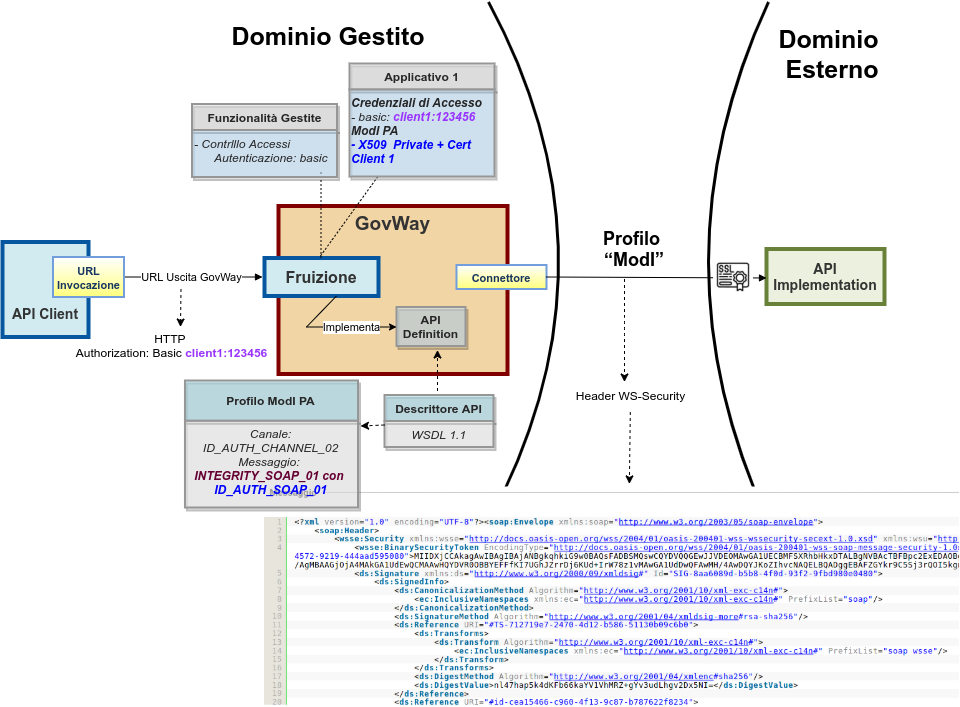 Dominio Gestito
Dominio
Esterno
Applicativo 1
Credenziali di Accesso
- basic: client1:123456
ModI PA
- X509 Private + Cert
Client 1
Funzionalità Gestite
- Contrlllo Accessi
Autenticazione: basic
GovWay
Profilo
“ModI”
URL
Invocazione
API Client
URL Uscita GovWay
Fruizione
Connettore
SSL
API
Implementation
Implementa
API
Definition
HTTP
Authorization: Basic client1:123456
Header WS-Security
Profilo ModI PA
Canale:
ID_AUTH_CHANNEL_02
Messaggio:
INTEGRITY_SOAP_01 con
ID_AUTH_SOAP_01
Descrittore API
WSDL 1.1
1 <?xml version="1.0" encoding="UTF-8"?><soap:Envelope xmlns:soap="http://www.w3.org/2003/05/soap-envelope">
2 <soap:Header>
3 <wsse:Security xmlns:wsse="http://docs.oasis-open.org/wss/2004/01/oasis-200401-wss-wssecurity-secext-1.0.xsd" xmlns:wsu="http:
4 <wsse:BinarySecurityToken EncodingType="http://docs.oasis-open.org/wss/2004/01/oasis-200401-wss-soap-message-security-1.0
5 <ds:Signature xmlns:ds="http://www.w3.org/2000/09/xmldsig#" Id="SIG-8aa6089d-b5b8-4f0d-93f2-9fbd980e0480">
6 <ds:SignedInfo>
7 <ds:CanonicalizationMethod Algorithm="http://www.w3.org/2001/10/xml-exc-c14n#">
8 <ec:InclusiveNamespaces xmlns:ec="http://www.w3.org/2001/10/xml-exc-c14n#" PrefixList="soap"/>
9 </ds:CanonicalizationMethod>
10 <ds:SignatureMethod Algorithm="http://www.w3.org/2001/04/xmldsig-more#rsa-sha256"/>
11 <ds:Reference URI="#TS-712719e7-2470-4d12-b586-51130b09c6b0">
12 <ds:Transforms>
13 <ds:Transform Algorithm="http://www.w3.org/2001/10/xml-exc-c14n#">
14 <ec:InclusiveNamespaces xmlns:ec="http://www.w3.org/2001/10/xml-exc-c14n#" PrefixList="soap wsse"/>
15 </ds:Transform>
16 </ds:Transforms>
17 <ds:DigestMethod Algorithm="http://www.w3.org/2001/04/xmlenc#sha256"/>
18 <ds:DigestValue>nl47hap5k4dKFb66kaYV1VhMRZ+gYv3udLhgv2Dx5NI=</ds:DigestValue>
19 </ds:Reference>
20 <ds:Reference URI="#id-cea15466-c960-4f13-9c87-b787622f8234">